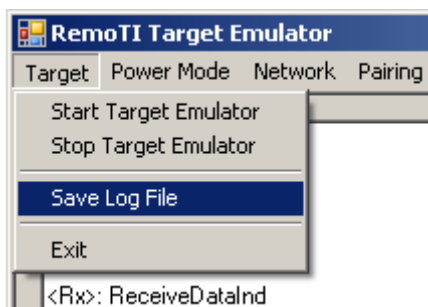 RemoTI Target Emulator
Target Power Mode Network Pairing
Start Target Emulator
Stop Target Emulator
Save Log File
Exit
<Rx>: ReceiveDataInd